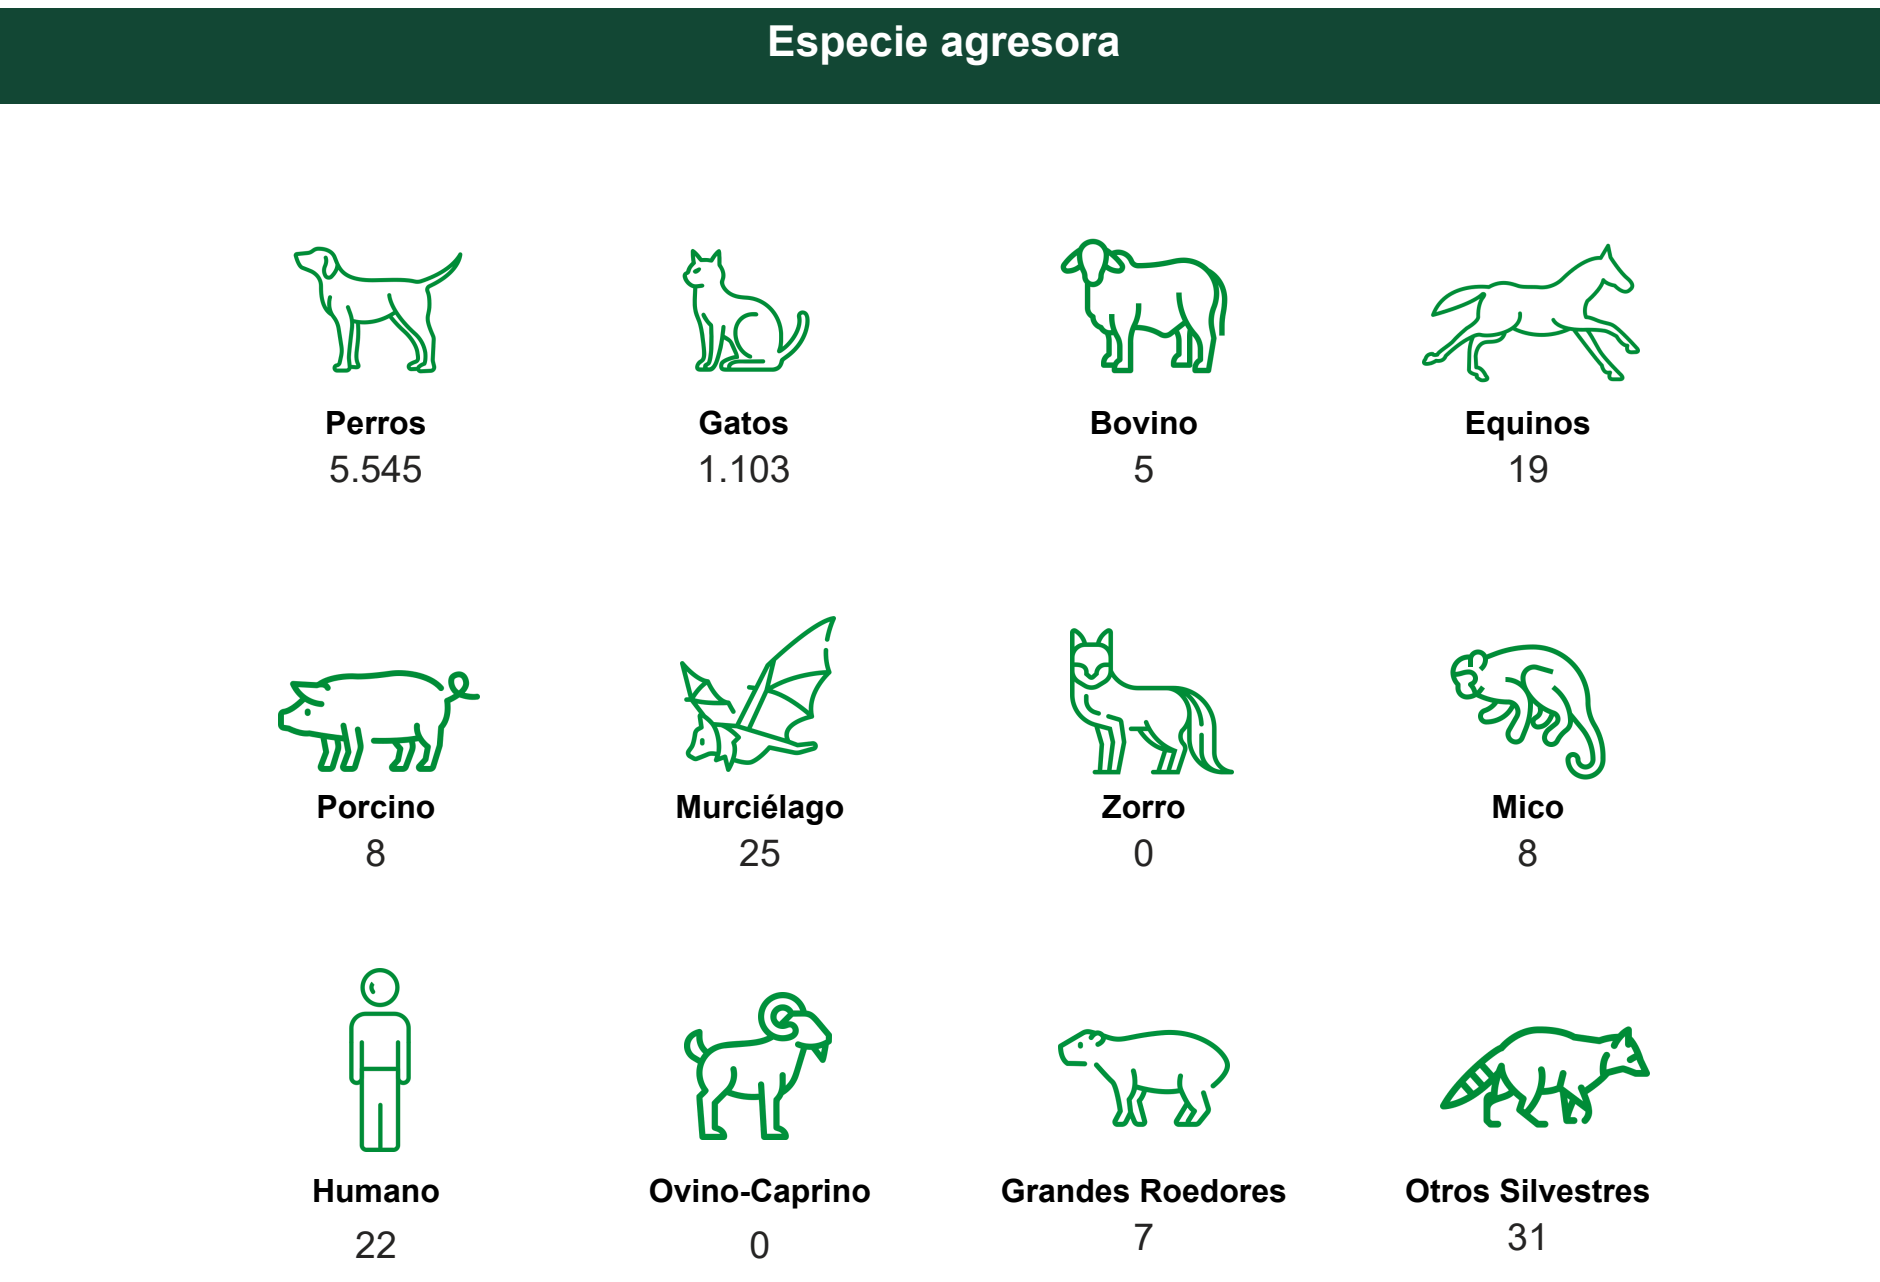 Especie agresora
Perros
5.545
Gatos
1.103
Bovino
5
Equinos
19
Porcino
8
Murciélago
25
Zorro
0
Mico
8
Humano
22
Ovino-Caprino
0
Grandes Roedores
7
Otros Silvestres
31